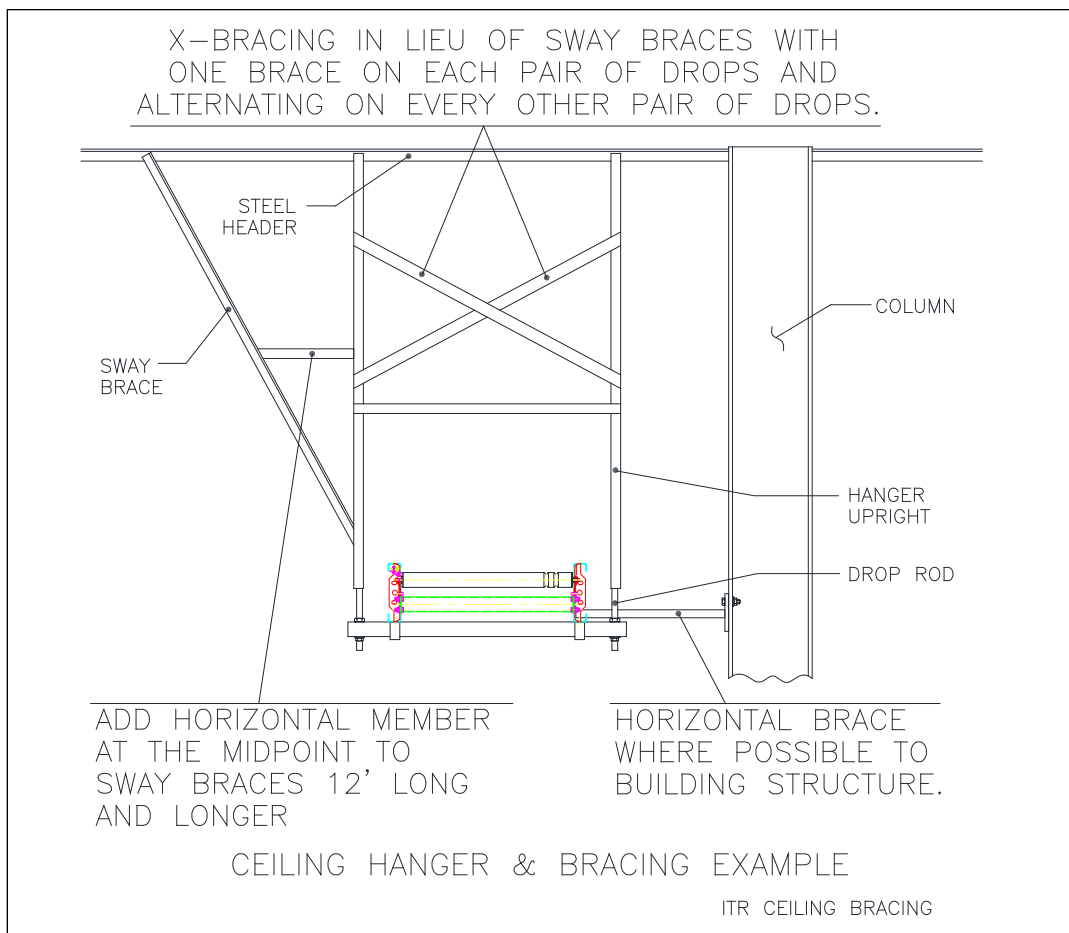 X-BRACING IN LIEU OF SWAY BRACES WITH
ONE BRACE ON EACH PAIR OF DROPS AND
ALTERNATING ON EVERY OTHER PAIR OF DROPS.
STEEL
HEADER
COLUMN
SWAY
BRACE
HANGER
UPRIGHT
DROP ROD
ADD HORIZONTAL MEMBER
AT THE MIDPOINT TO
SWAY BRACES 12' LONG
AND LONGER
HORIZONTAL BRACE
WHERE POSSIBLE TO
BUILDING STRUCTURE.
CEILING HANGER & BRACING EXAMPLE
ITR CEILING BRACING